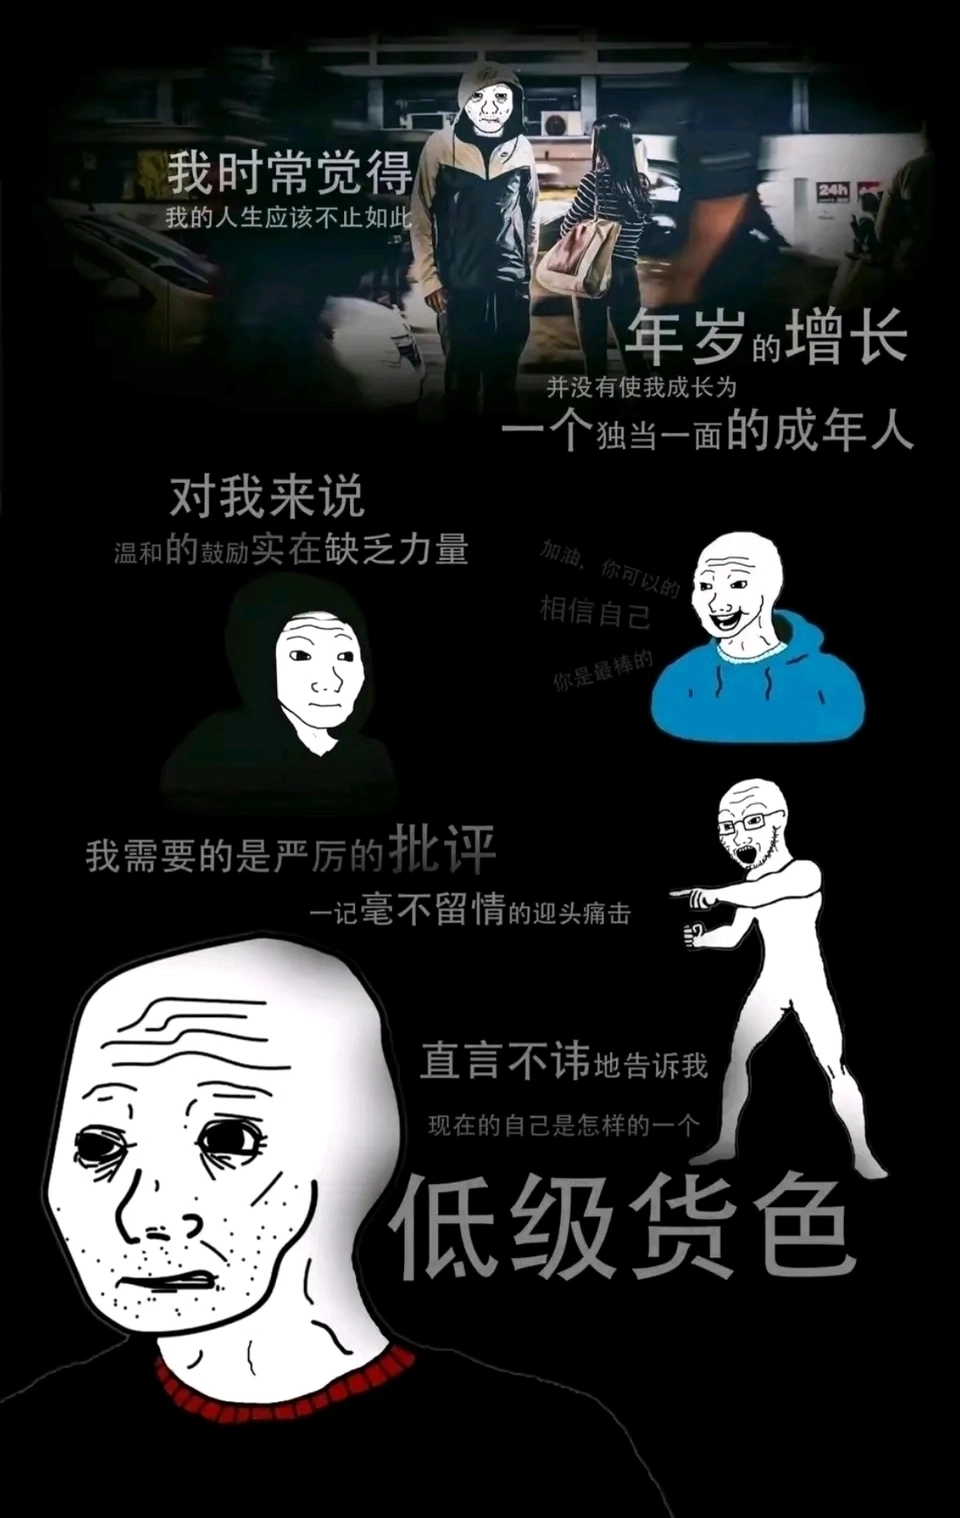 我时常觉得
我的人生应该不止如此
24h
年岁的增长
并没有使我成长为
一个独当一面的成年人
对我来说
温和的鼓励实在缺乏力量
加油，你可以的
相信自己
你是最棒的
我需要的是严厉的批评
一记毫不留情的迎头痛击
直言不讳地告诉我
现在的自己是怎样的一个
低级货色